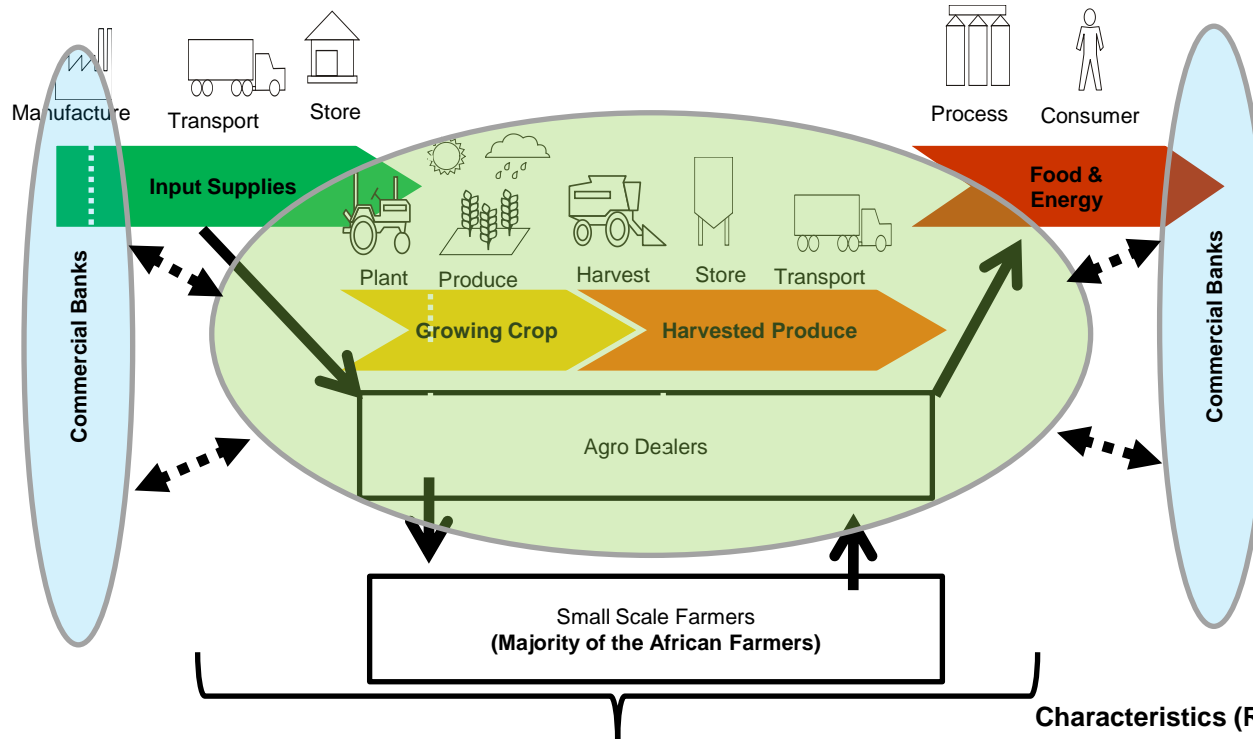 Manufacture
Transport
Store
Process
Consumer
Input Supplies
Food &
Energy
Plant
Produce
Harvest
Store
Transport
Growing Crop
Harvested Produce
Commercial Banks
Commercial Banks
Agro Dealers
Small Scale Farmers
(Majority of the African Farmers)
Characteristics (R